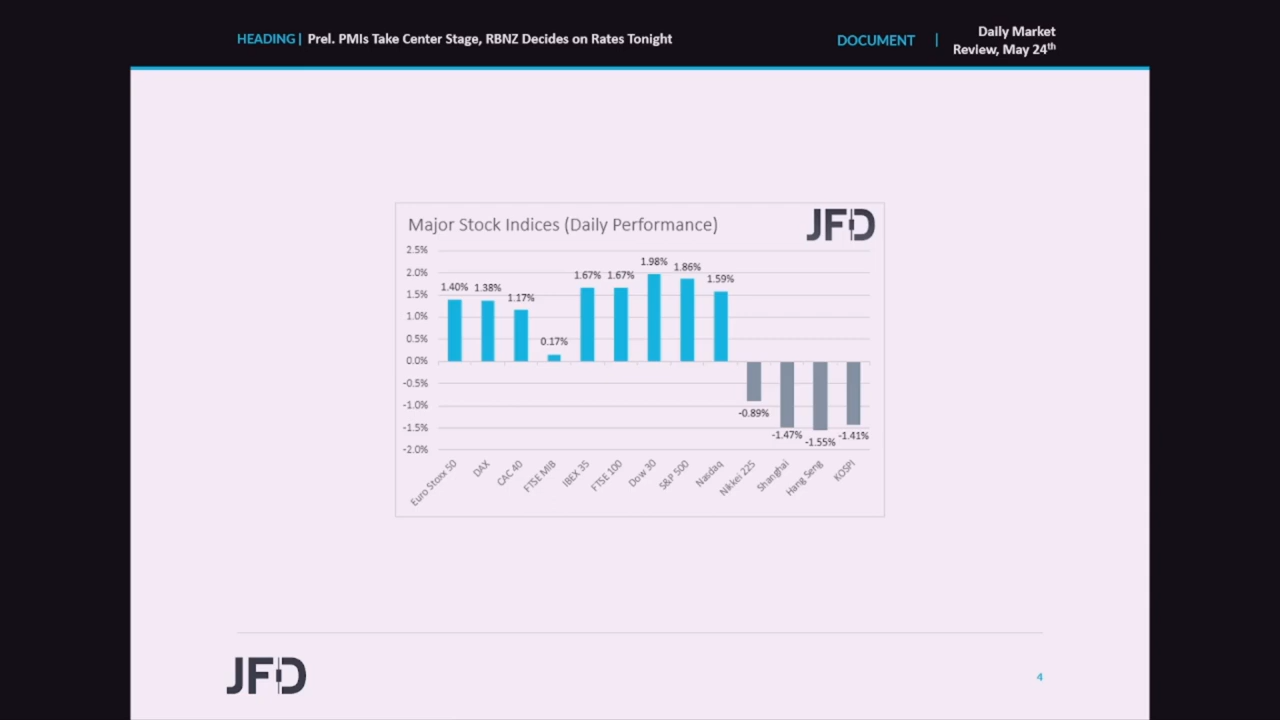 HEADING| Prel. PMIs Take Center Stage, RBNZ Decides on Rates Tonight
DOCUMENT | Daily Market
Review, May 24th
Major Stock Indices (Daily Performance)
JFD
2.5%
2.0%
1.5%
1.0%
0.5%
0.0%
-0.5%
-1.0%
-1.5%
-2.0%
1.40% 1.38% 1.17% 0.17% 1.67% 1.67% 1.98% 1.86% 1.59% -0.89% -1.47% -1.55% -1.41%
Euro Stoxx 50 DAX CAC 40 FTSE MIB IBEX 35 FTSE 100 Dow 30 S&P 500 Nasdaq Nikkei 225 Shanghai Hang Seng KOSPI
JFD
4